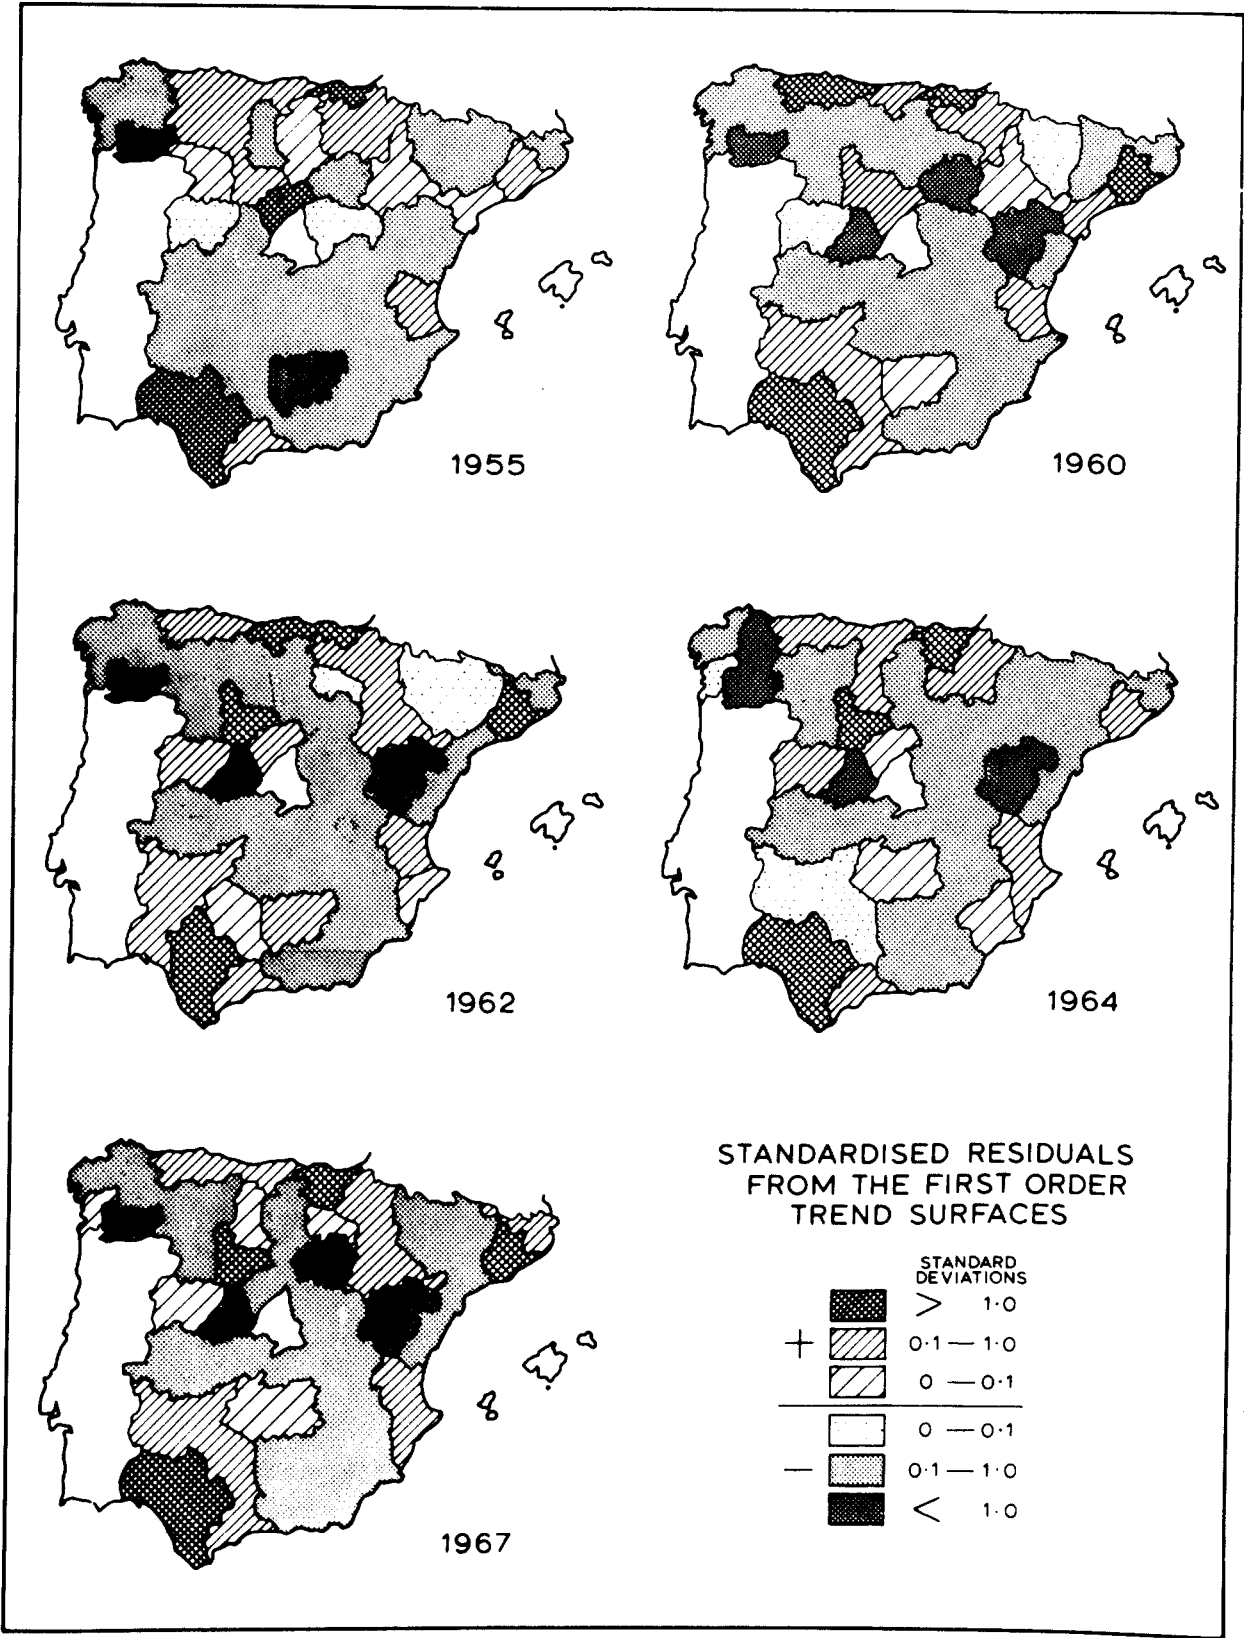 1955
1960
1962
1964
1967
STANDARDISED RESIDUALS
FROM THE FIRST ORDER
TREND SURFACES
STANDARD
DEVIATIONS
> 1·0
+ 0·1 — 1·0
0 — 0·1
0 — 0·1
— 0·1 — 1·0
< 1·0